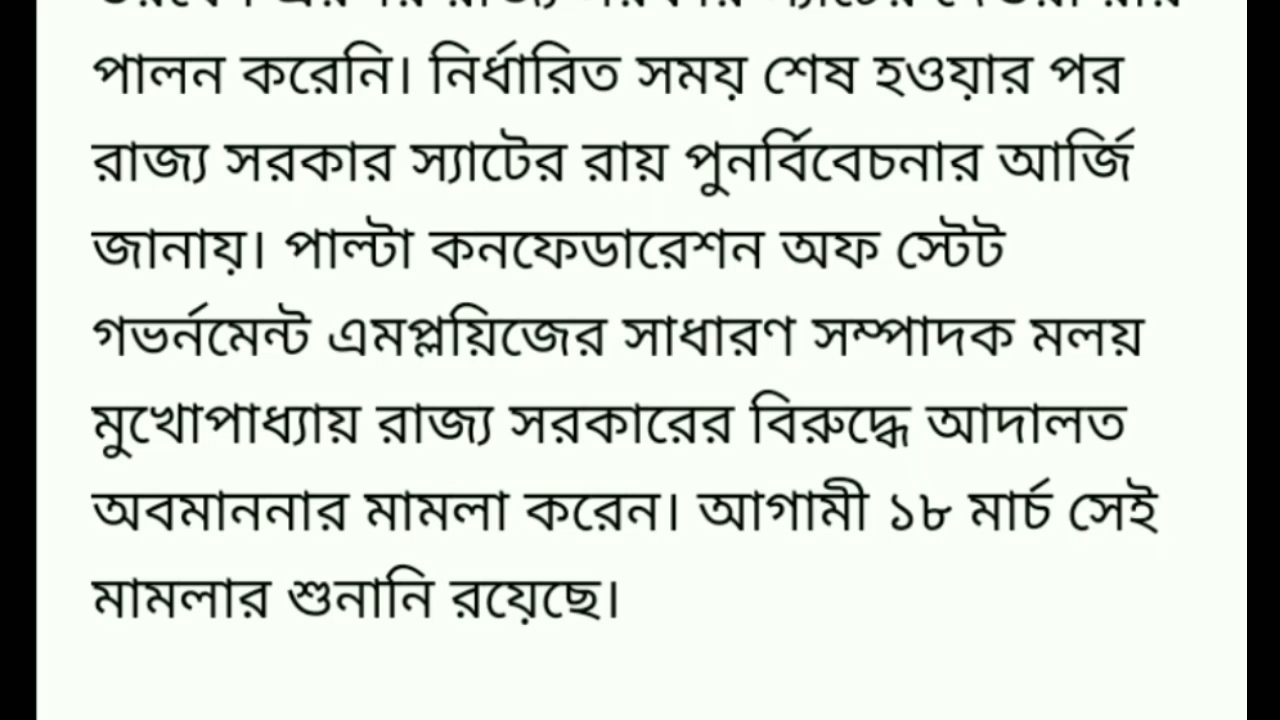 পালন করেনি। নির্ধারিত সময় শেষ হওয়ার পর
রাজ্য সরকার স্যাটের রায় পুনর্বিবেচনার আর্জি
জানায়। পাল্টা কনফেডারেশন অফ স্টেট
গভর্নমেন্ট এমপ্লয়িজের সাধারণ সম্পাদক মলয়
মুখোপাধ্যায় রাজ্য সরকারের বিরুদ্ধে আদালত
অবমাননার মামলা করেন। আগামী ১৮ মার্চ সেই
মামলার শুনানি রয়েছে।